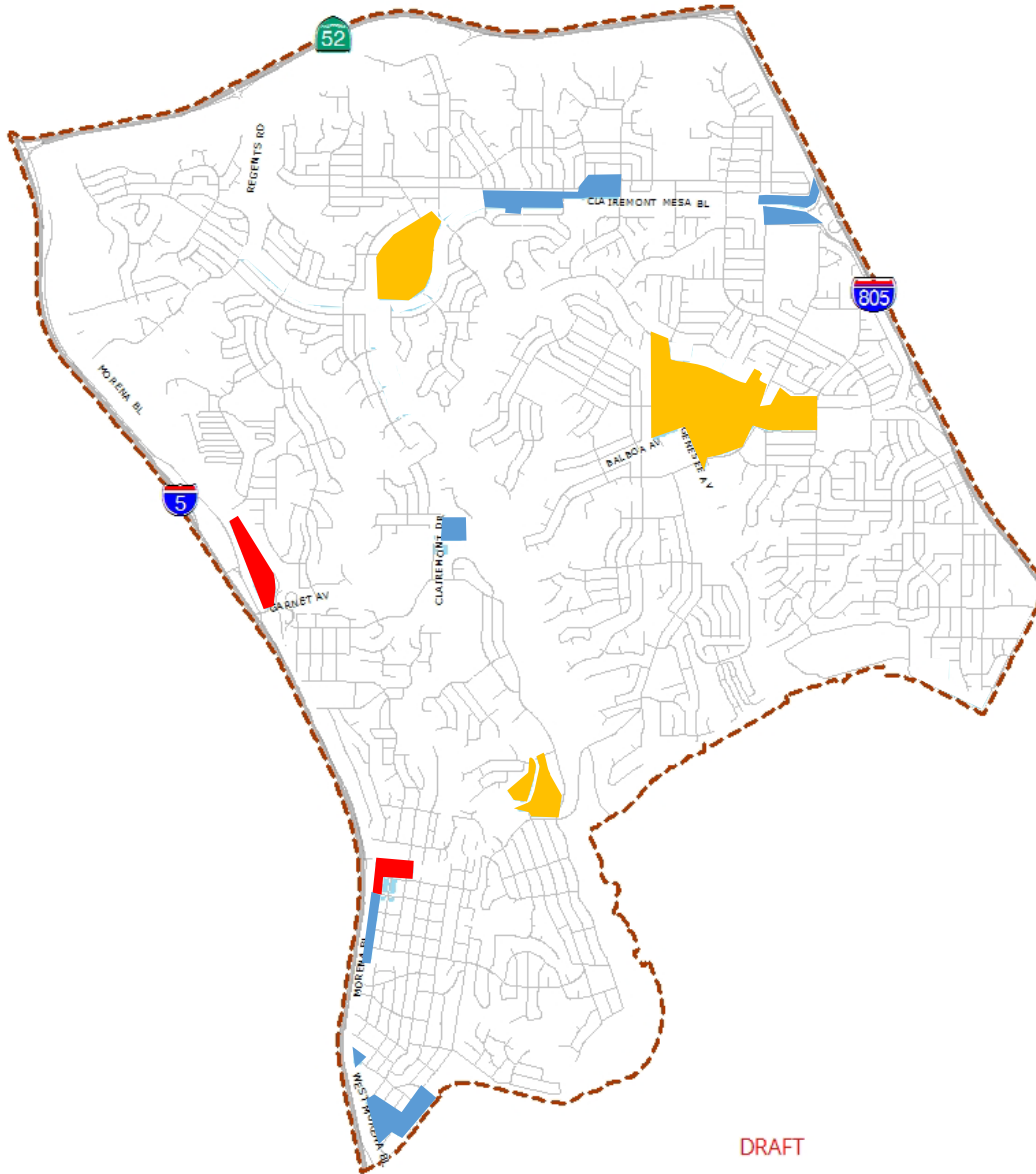 52
REGENTS RD
CLAIREMONT MESA BL
805
MORENA BL
BALBOA AV
GENESEE AV
5
CLAIREMONT DR
GARNET AV
MORENA BL
WEST MORENA BL
DRAFT